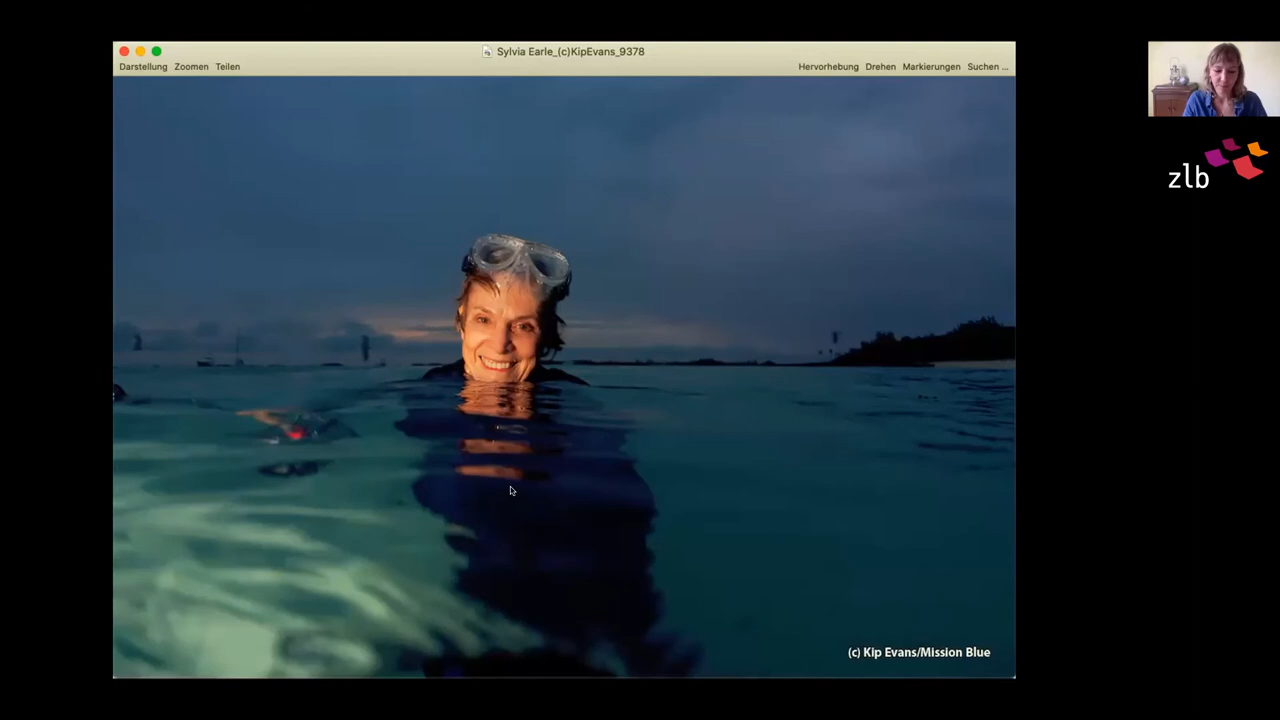 Sylvia Earle_(c)KipEvans_9378
Darstellung Zoomen Teilen Hervorhebung Drehen Markierungen Suchen ...
zlb
(c) Kip Evans/Mission Blue